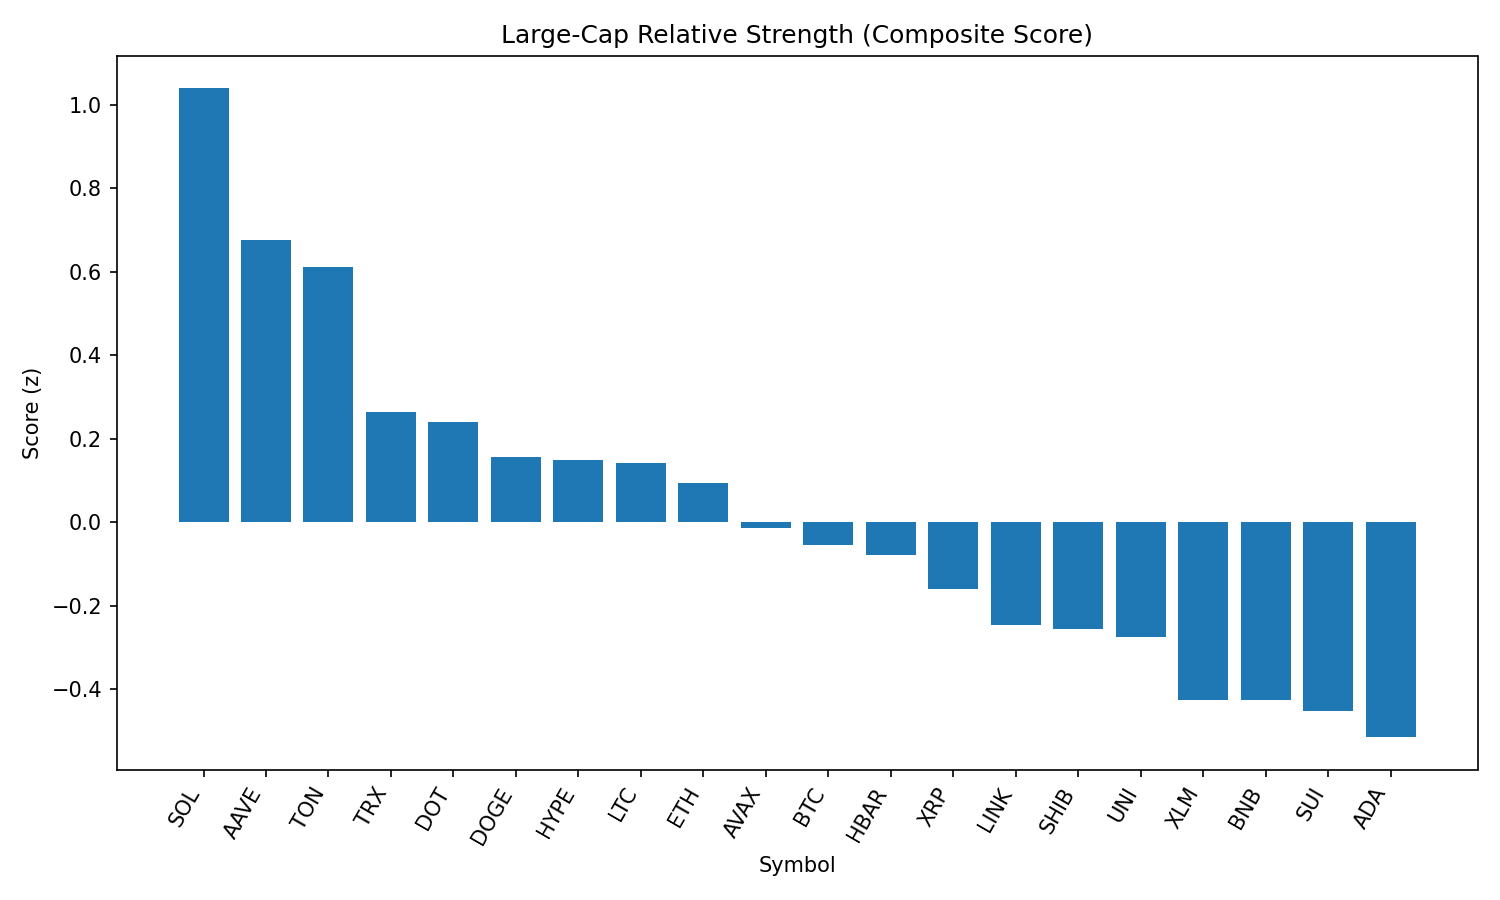 Large-Cap Relative Strength (Composite Score)
Score (z)
1.0
0.8
0.6
0.4
0.2
0.0
−0.2
−0.4
SOL
AAVE
TON
TRX
DOT
DOGE
HYPE
LTC
ETH
AVAX
BTC
HBAR
XRP
LINK
SHIB
UNI
XLM
BNB
SUI
ADA
Symbol